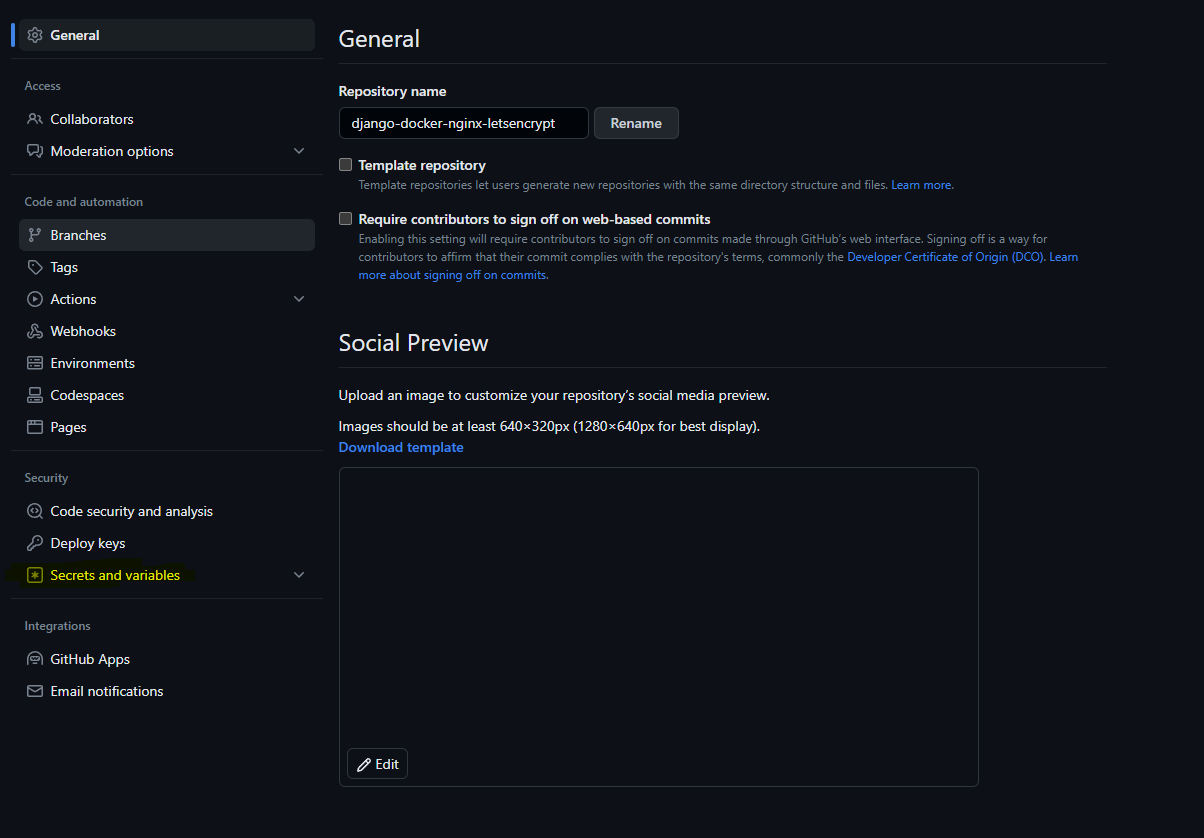 General
Access
Collaborators
Moderation options
Code and automation
Branches
Tags
Actions
Webhooks
Environments
Codespaces
Pages
Security
Code security and analysis
Deploy keys
Secrets and variables
Integrations
GitHub Apps
Email notifications
General
Repository name
django-docker-nginx-letsencrypt
Rename
Template repository
Template repositories let users generate new repositories with the same directory structure and files. Learn more.
Require contributors to sign off on web-based commits
Enabling this setting will require contributors to sign off on commits made through GitHub's web interface. Signing off is a way for
contributors to affirm that their commit complies with the repository's terms, commonly the Developer Certificate of Origin (DCO). Learn
more about signing off on commits.
Social Preview
Upload an image to customize your repository's social media preview.
Images should be at least 640×320px (1280×640px for best display).
Download template
Edit